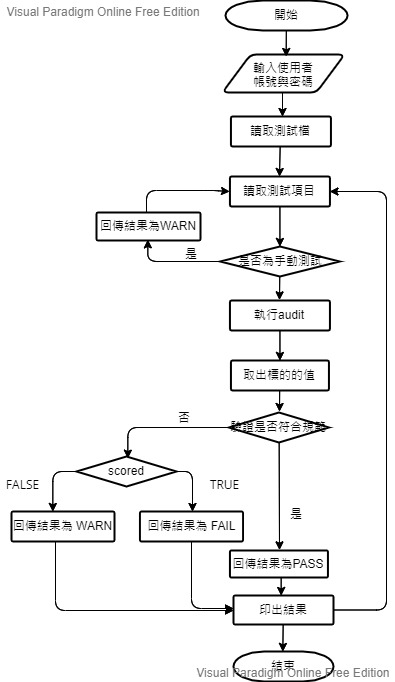 Visual Paradigm Online Free Edition
開始
輸入使用者
帳號與密碼
讀取測試檔
讀取測試項目
回傳結果為WARN
是
是否為手動測試
執行audit
取出標的的值
否
驗證是否符合規範
scored
FALSE
TRUE
回傳結果為 WARN
回傳結果為 FAIL
是
回傳結果為PASS
印出結果
結束
Visual Paradigm Online Free Edition